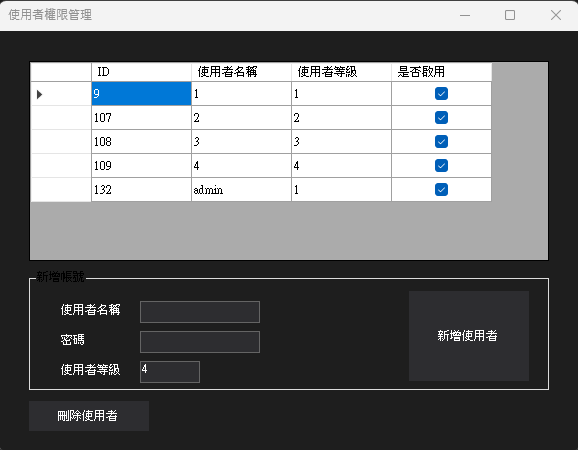 使用者權限管理
ID 使用者名稱 使用者等級 是否啟用
9 1 1
107 2 2
108 3 3
109 4 4
132 admin 1
新增帳號
使用者名稱
密碼
使用者等級 4
新增使用者
刪除使用者